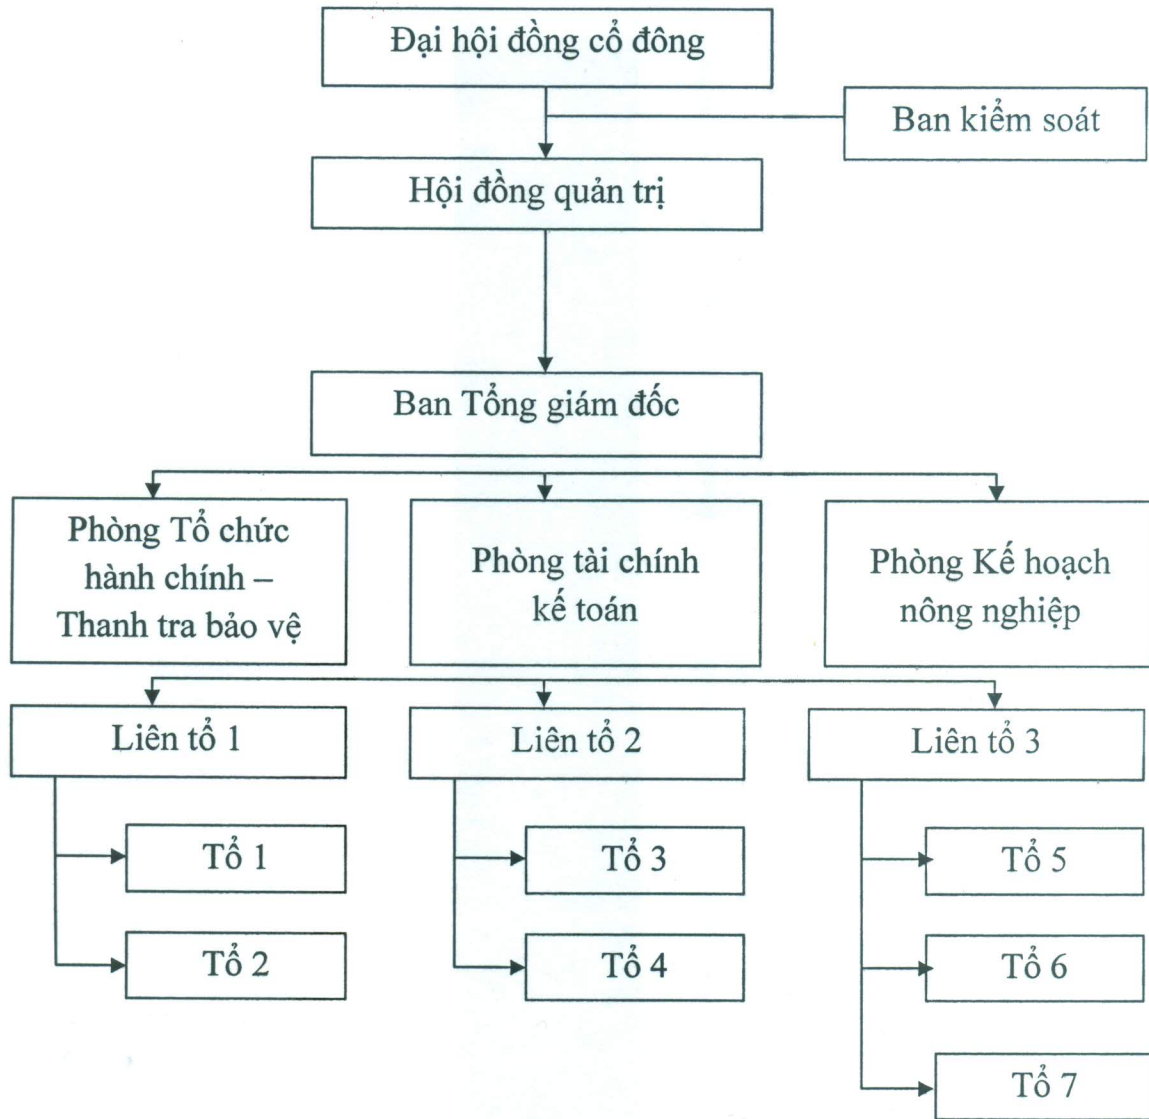 Đại hội đồng cổ đông
Ban kiểm soát
Hội đồng quản trị
Ban Tổng giám đốc
Phòng Tổ chức
hành chính –
Thanh tra bảo vệ
Phòng tài chính
kế toán
Phòng Kế hoạch
nông nghiệp
Liên tổ 1
Liên tổ 2
Liên tổ 3
Tổ 1
Tổ 3
Tổ 5
Tổ 2
Tổ 4
Tổ 6
Tổ 7